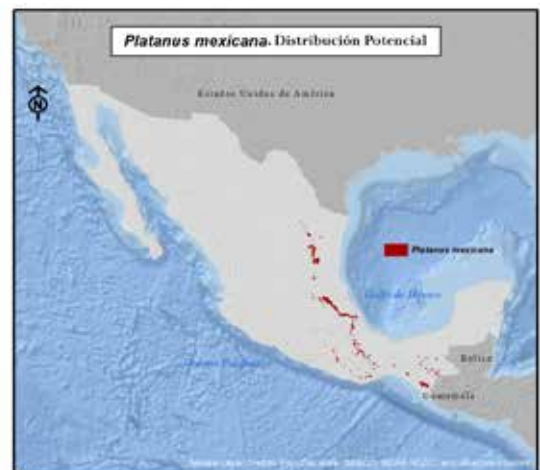 Platanus mexicana. Distribución Potencial
N
Estados Unidos de América
Platanus mexicana
Golfo de México
Océano Pacífico
Belice
Guatemala